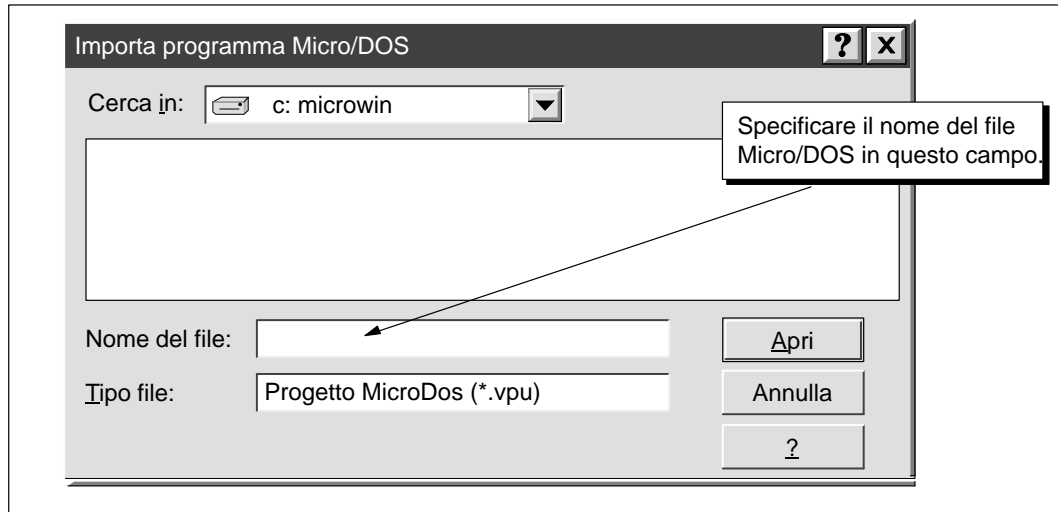 Importa programma Micro/DOS
? X
Cerca in: c: microwin
Specificare il nome del file
Micro/DOS in questo campo.
Nome del file:
Apri
Tipo file: Progetto MicroDos (*.vpu)
Annulla
?